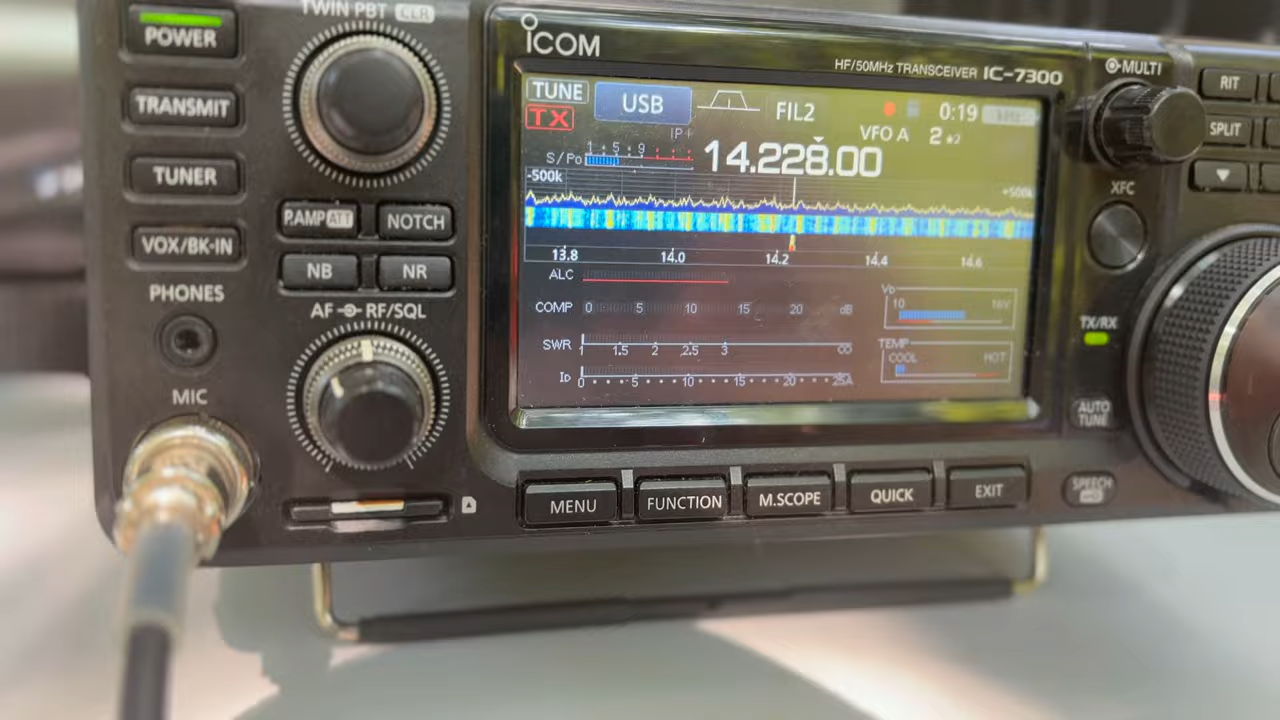 TWIN PBT CLR
POWER
TRANSMIT
TUNER
VOX/BK-IN
PHONES
MIC
P.AMP ATT
NOTCH
NB
NR
AF RF/SQL
ICOM
HF/50MHz TRANSCEIVER IC-7300
TUNE
USB
FIL2
0:19
TX
IP+
VFO A
2
S/Po
1 5 9
14.228.00
-500k
+500k
13.8 14.0 14.2 14.4 14.6
ALC
COMP 0 5 10 15 20 dB
SWR 1 1.5 2 2.5 3 ∞
ID 0 5 10 15 20 25A
10 16V
TEMP
COOL HOT
MENU
FUNCTION
M.SCOPE
QUICK
EXIT
MULTI
XFC
TX/RX
AUTO
TUNE
SPEECH
RIT
SPLIT